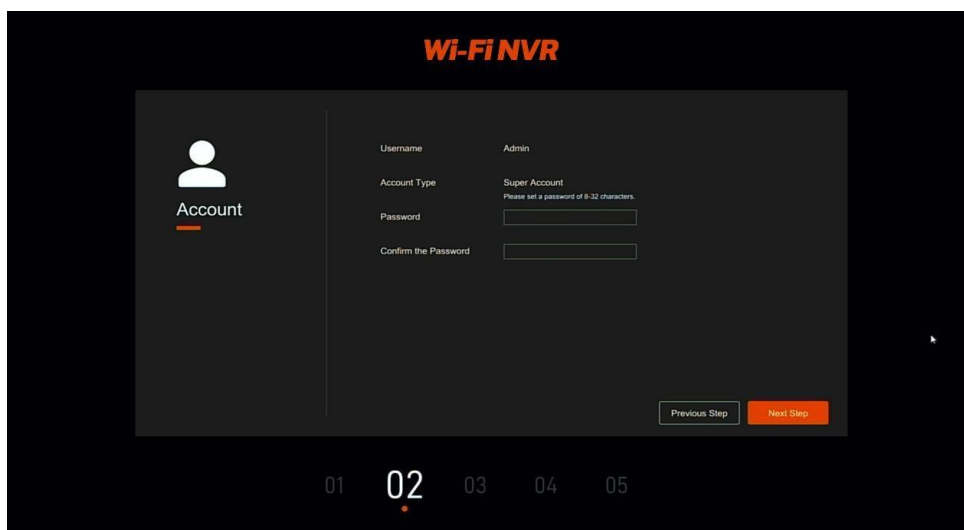 Wi-Fi NVR
Account
Username Admin
Account Type Super Account
Please set a password of 8-32 characters.
Password
Confirm the Password
Previous Step Next Step
01 02 03 04 05